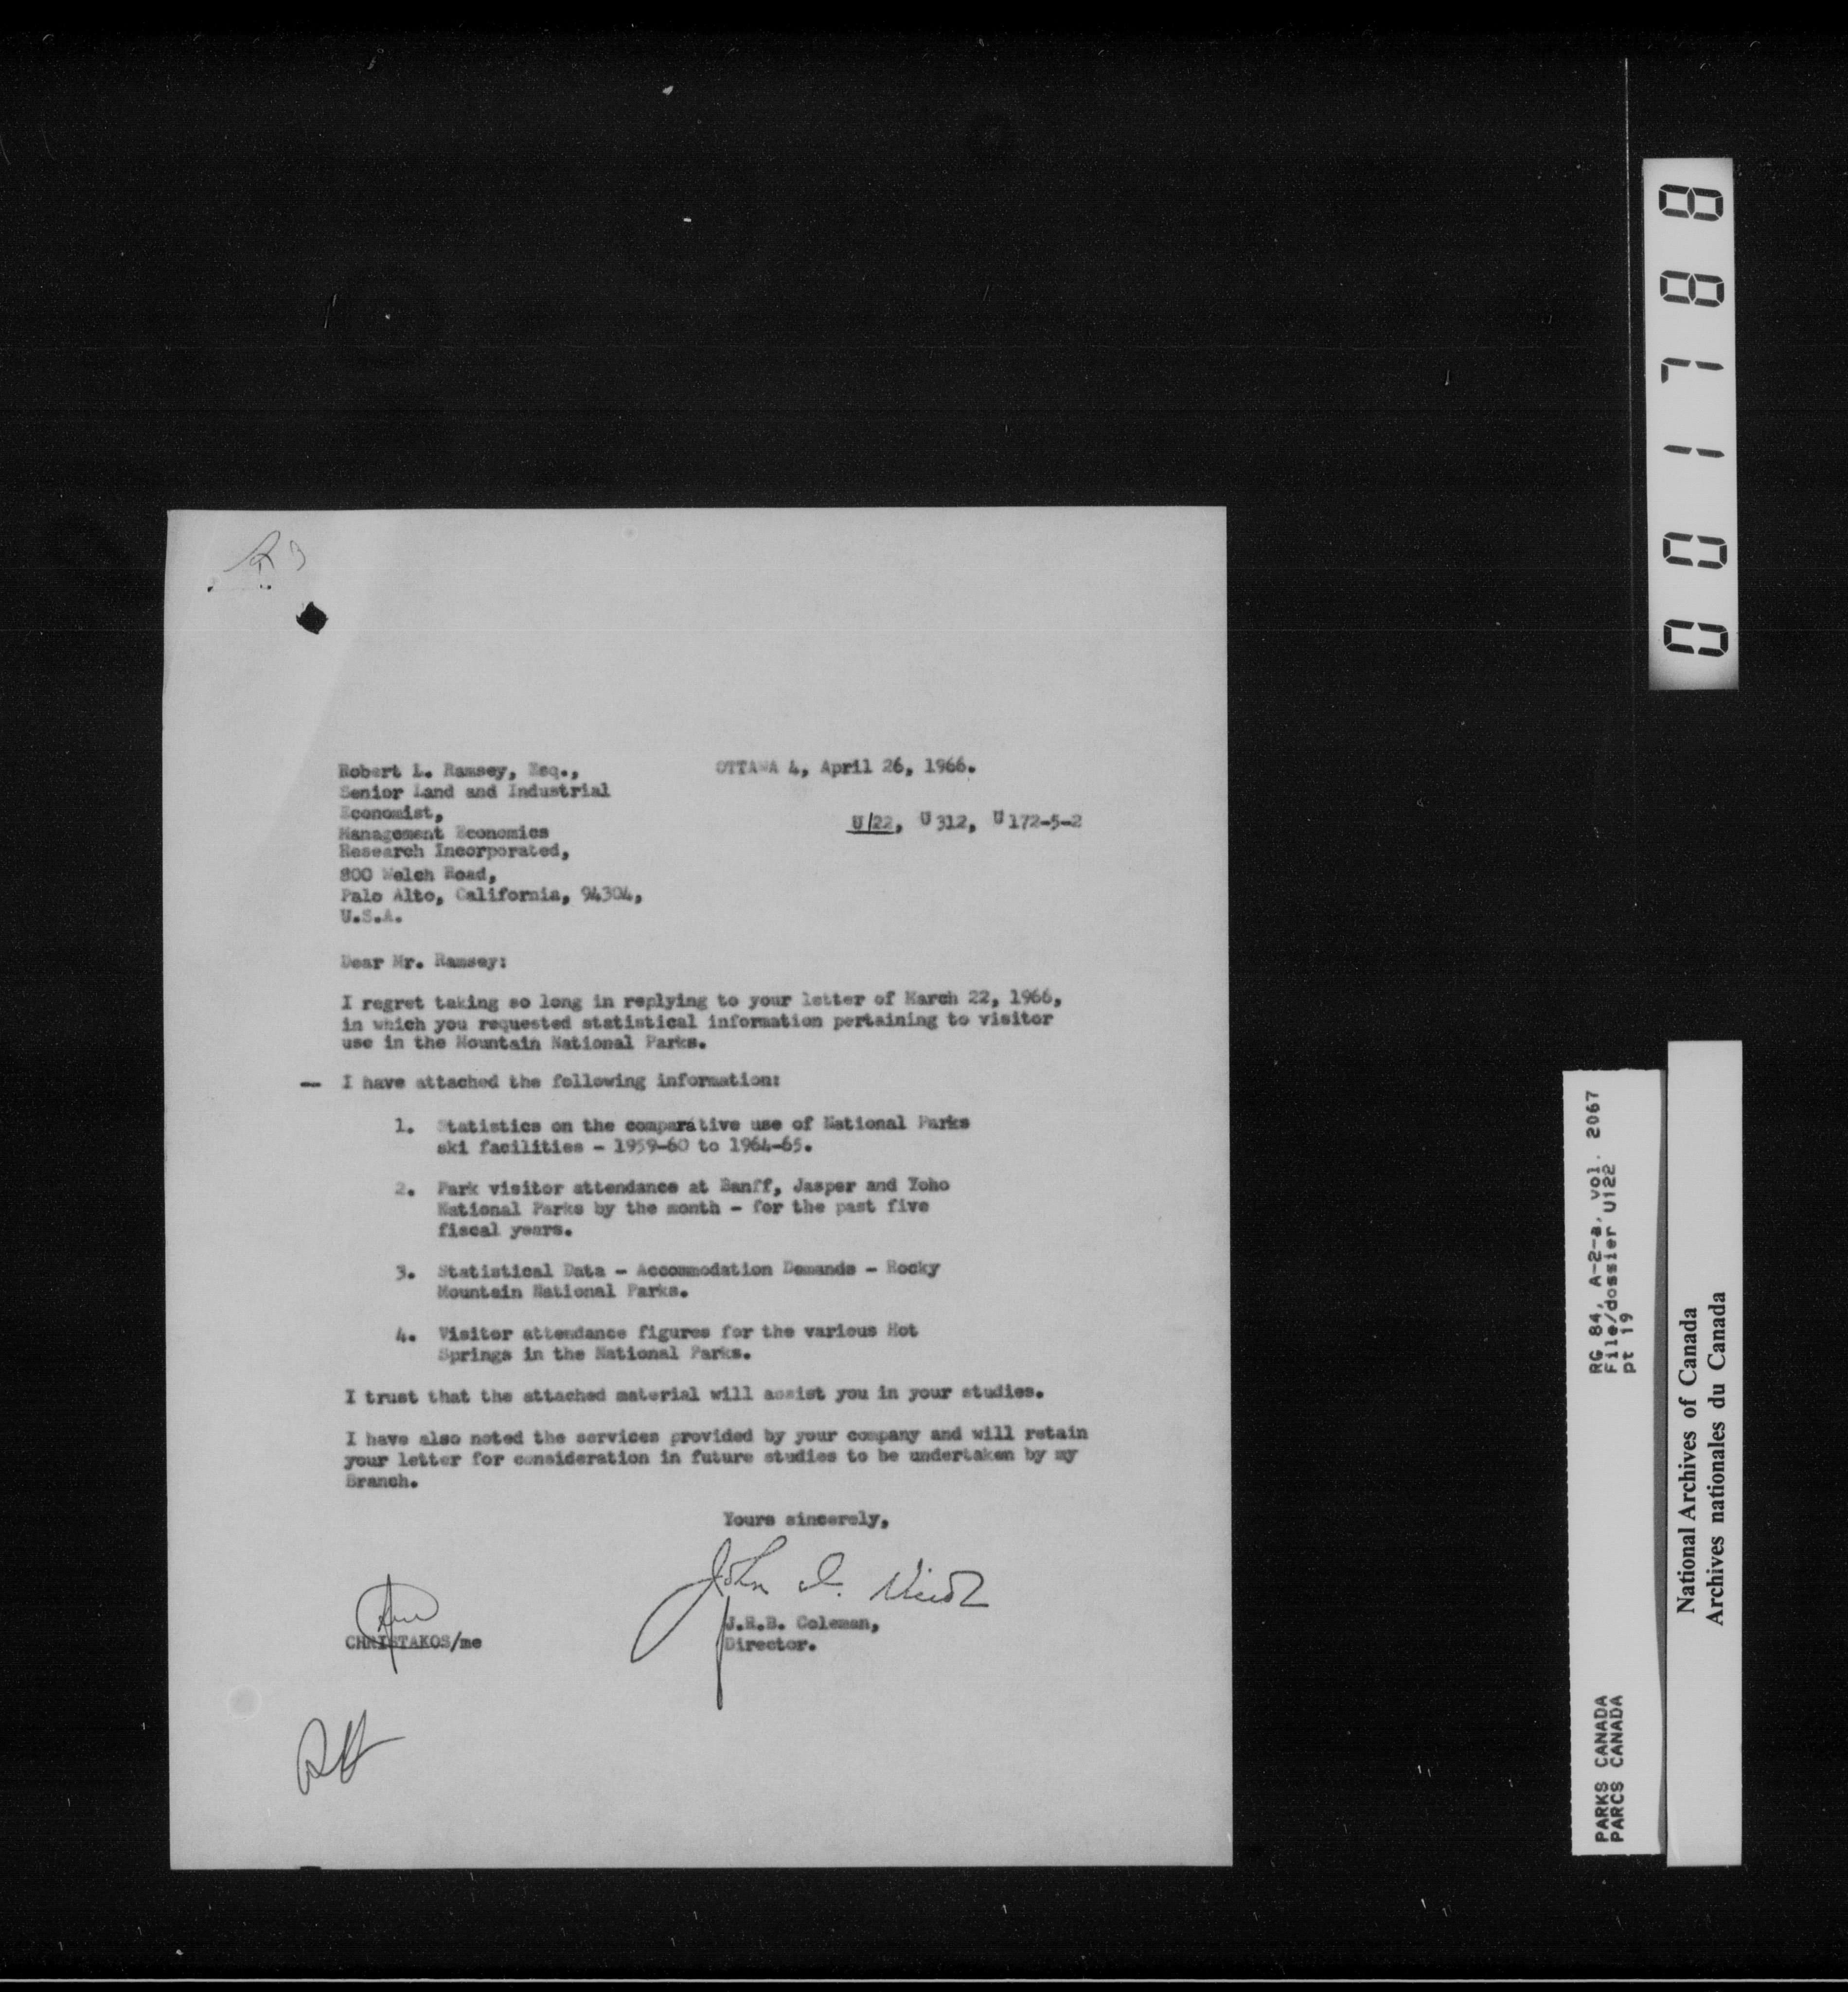 Robert L. Ramsey, Esq.,
Senior Land and Industrial
Economist,
Management Economics
Research Incorporated,
800 Welch Road,
Palo Alto, California, 94304,
U.S.A.
OTTAWA 4, April 26, 1966.
U/22, U 312, U 172-5-2
Dear Mr. Ramsey:
I regret taking so long in replying to your letter of March 22, 1966,
in which you requested statistical information pertaining to visitor
use in the Mountain National Parks.
— I have attached the following information:
1. Statistics on the comparative use of National Parks
ski facilities - 1959-60 to 1964-65.
2. Park visitor attendance at Banff, Jasper and Yoho
National Parks by the month - for the past five
fiscal years.
3. Statistical Data - Accommodation Demands - Rocky
Mountain National Parks.
4. Visitor attendance figures for the various Hot
Springs in the National Parks.
I trust that the attached material will assist you in your studies.
I have also noted the services provided by your company and will retain
your letter for consideration in future studies to be undertaken by my
Branch.
Yours sincerely,
John I. Nicol
J.R.B. Coleman,
Director.
CHRISTAKOS/me
001788
RG 84, A-2-a, vol. 2067
File/dossier U122
pt 19
PARKS CANADA
PARCS CANADA
National Archives of Canada
Archives nationales du Canada